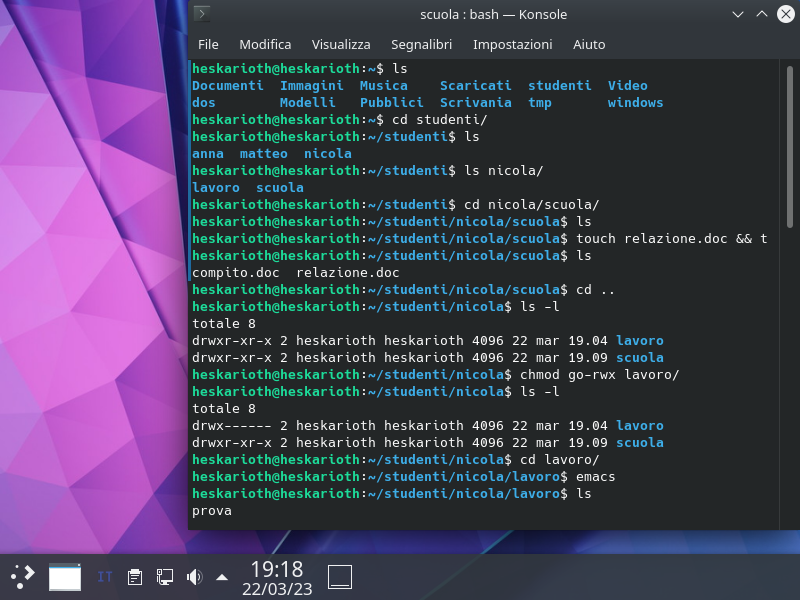 scuola : bash — Konsole
File Modifica Visualizza Segnalibri Impostazioni Aiuto
heskarioth@heskarioth:~$ ls
Documenti Immagini Musica Scaricati studenti Video
dos Modelli Pubblici Scrivania tmp windows
heskarioth@heskarioth:~$ cd studenti/
heskarioth@heskarioth:~/studenti$ ls
anna matteo nicola
heskarioth@heskarioth:~/studenti$ ls nicola/
lavoro scuola
heskarioth@heskarioth:~/studenti$ cd nicola/scuola/
heskarioth@heskarioth:~/studenti/nicola/scuola$ ls
heskarioth@heskarioth:~/studenti/nicola/scuola$ touch relazione.doc && t
heskarioth@heskarioth:~/studenti/nicola/scuola$ ls
compito.doc relazione.doc
heskarioth@heskarioth:~/studenti/nicola/scuola$ cd ..
heskarioth@heskarioth:~/studenti/nicola$ ls -l
totale 8
drwxr-xr-x 2 heskarioth heskarioth 4096 22 mar 19.04 lavoro
drwxr-xr-x 2 heskarioth heskarioth 4096 22 mar 19.09 scuola
heskarioth@heskarioth:~/studenti/nicola$ chmod go-rwx lavoro/
heskarioth@heskarioth:~/studenti/nicola$ ls -l
totale 8
drwx------ 2 heskarioth heskarioth 4096 22 mar 19.04 lavoro
drwxr-xr-x 2 heskarioth heskarioth 4096 22 mar 19.09 scuola
heskarioth@heskarioth:~/studenti/nicola$ cd lavoro/
heskarioth@heskarioth:~/studenti/nicola/lavoro$ emacs
heskarioth@heskarioth:~/studenti/nicola/lavoro$ ls
prova
IT
19:18
22/03/23